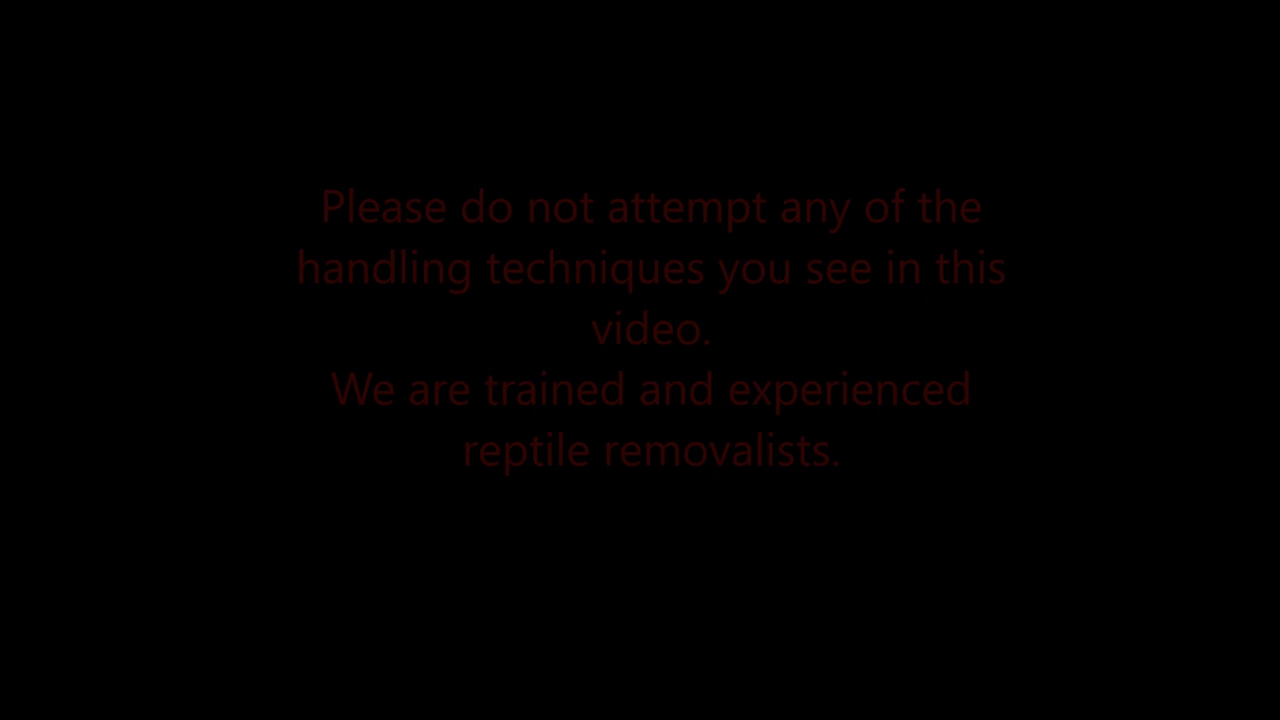 Please do not attempt any of the
handling techniques you see in this
video.
We are trained and experienced
reptile removalists.